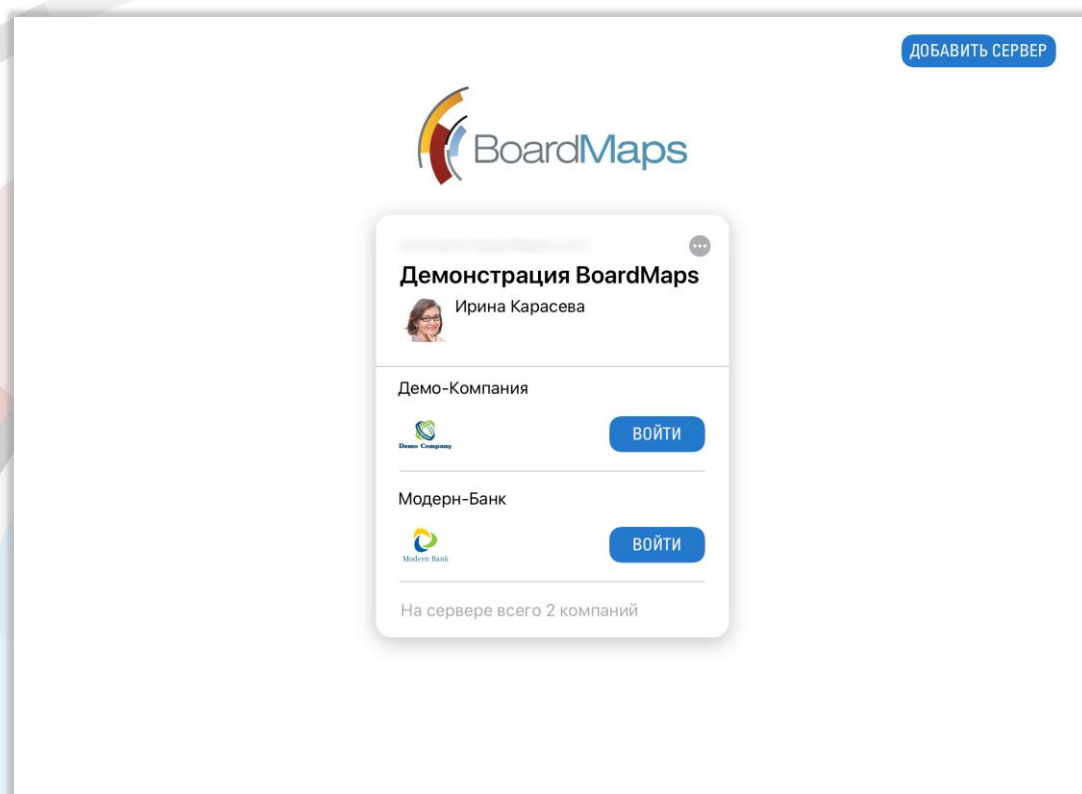 ДОБАВИТЬ СЕРВЕР
BoardMaps
Демонстрация BoardMaps
Ирина Карасева
Демо-Компания
Demo Company
ВОЙТИ
Модерн-Банк
Modern Bank
ВОЙТИ
На сервере всего 2 компаний